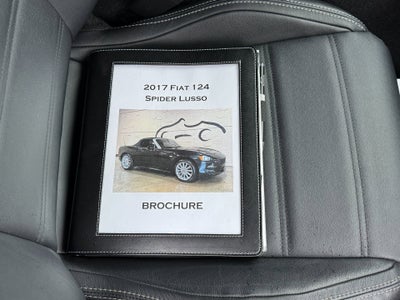 2017 Fiat 124
Spider Lusso
BROCHURE